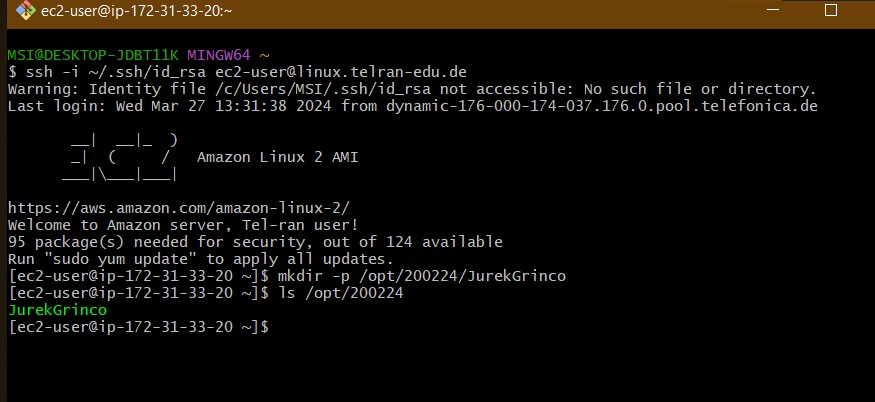 ec2-user@ip-172-31-33-20:~
MSI@DESKTOP-JDBT11K MINGW64 ~
$ ssh -i ~/.ssh/id_rsa ec2-user@linux.telran-edu.de
Warning: Identity file /c/Users/MSI/.ssh/id_rsa not accessible: No such file or directory.
Last login: Wed Mar 27 13:31:38 2024 from dynamic-176-000-174-037.176.0.pool.telefonica.de
       __|  __|_  )
       _|  (     /   Amazon Linux 2 AMI
      ___|\___|___|
https://aws.amazon.com/amazon-linux-2/
Welcome to Amazon server, Tel-ran user!
95 package(s) needed for security, out of 124 available
Run "sudo yum update" to apply all updates.
[ec2-user@ip-172-31-33-20 ~]$ mkdir -p /opt/200224/JurekGrinco
[ec2-user@ip-172-31-33-20 ~]$ ls /opt/200224
JurekGrinco
[ec2-user@ip-172-31-33-20 ~]$